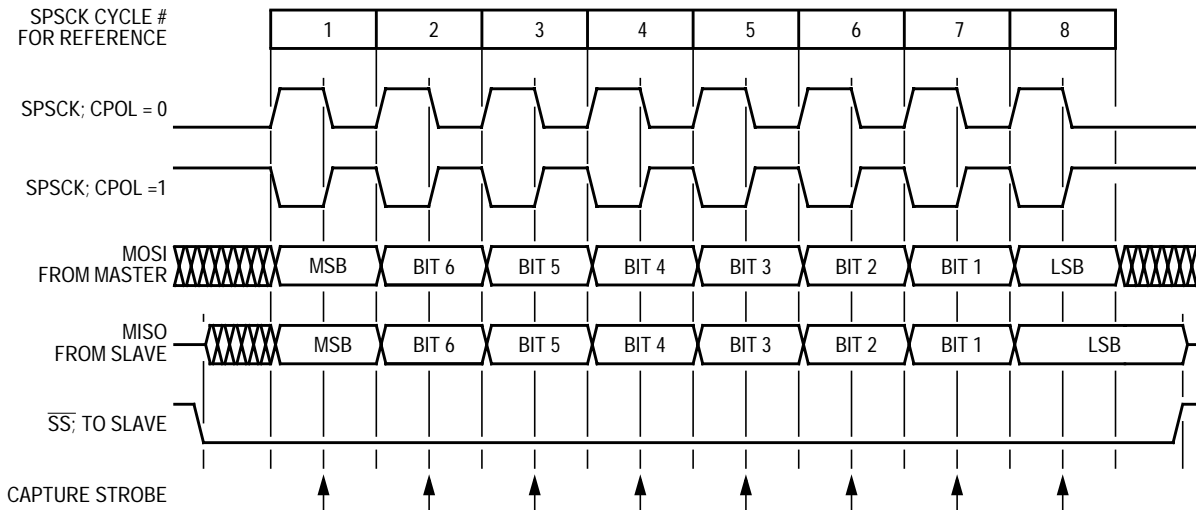 SPSCK CYCLE #
FOR REFERENCE
1 2 3 4 5 6 7 8
SPSCK; CPOL = 0
SPSCK; CPOL =1
MOSI
FROM MASTER
MSB BIT 6 BIT 5 BIT 4 BIT 3 BIT 2 BIT 1 LSB
MISO
FROM SLAVE
MSB BIT 6 BIT 5 BIT 4 BIT 3 BIT 2 BIT 1 LSB
SS; TO SLAVE
CAPTURE STROBE